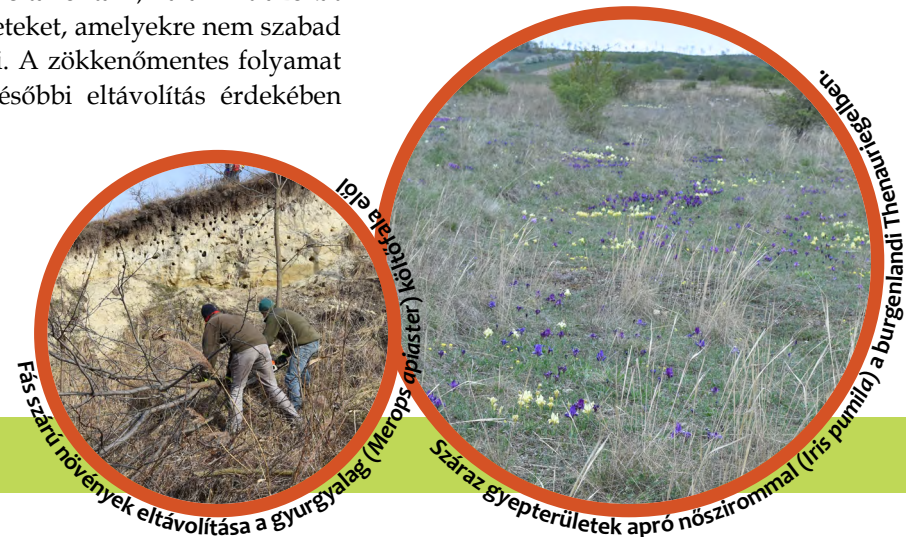 eteket, amelyekre nem szabad
i. A zökkenőmentes folyamat
ésőbbi eltávolítás érdekében
Fás szárú növények eltávolítása a gyurgyalag (Merops apiaster) költőfala elől
Száraz gyepterületek apró nőszirommal (Iris pumila) a burgenlandi Thenauriegelben.